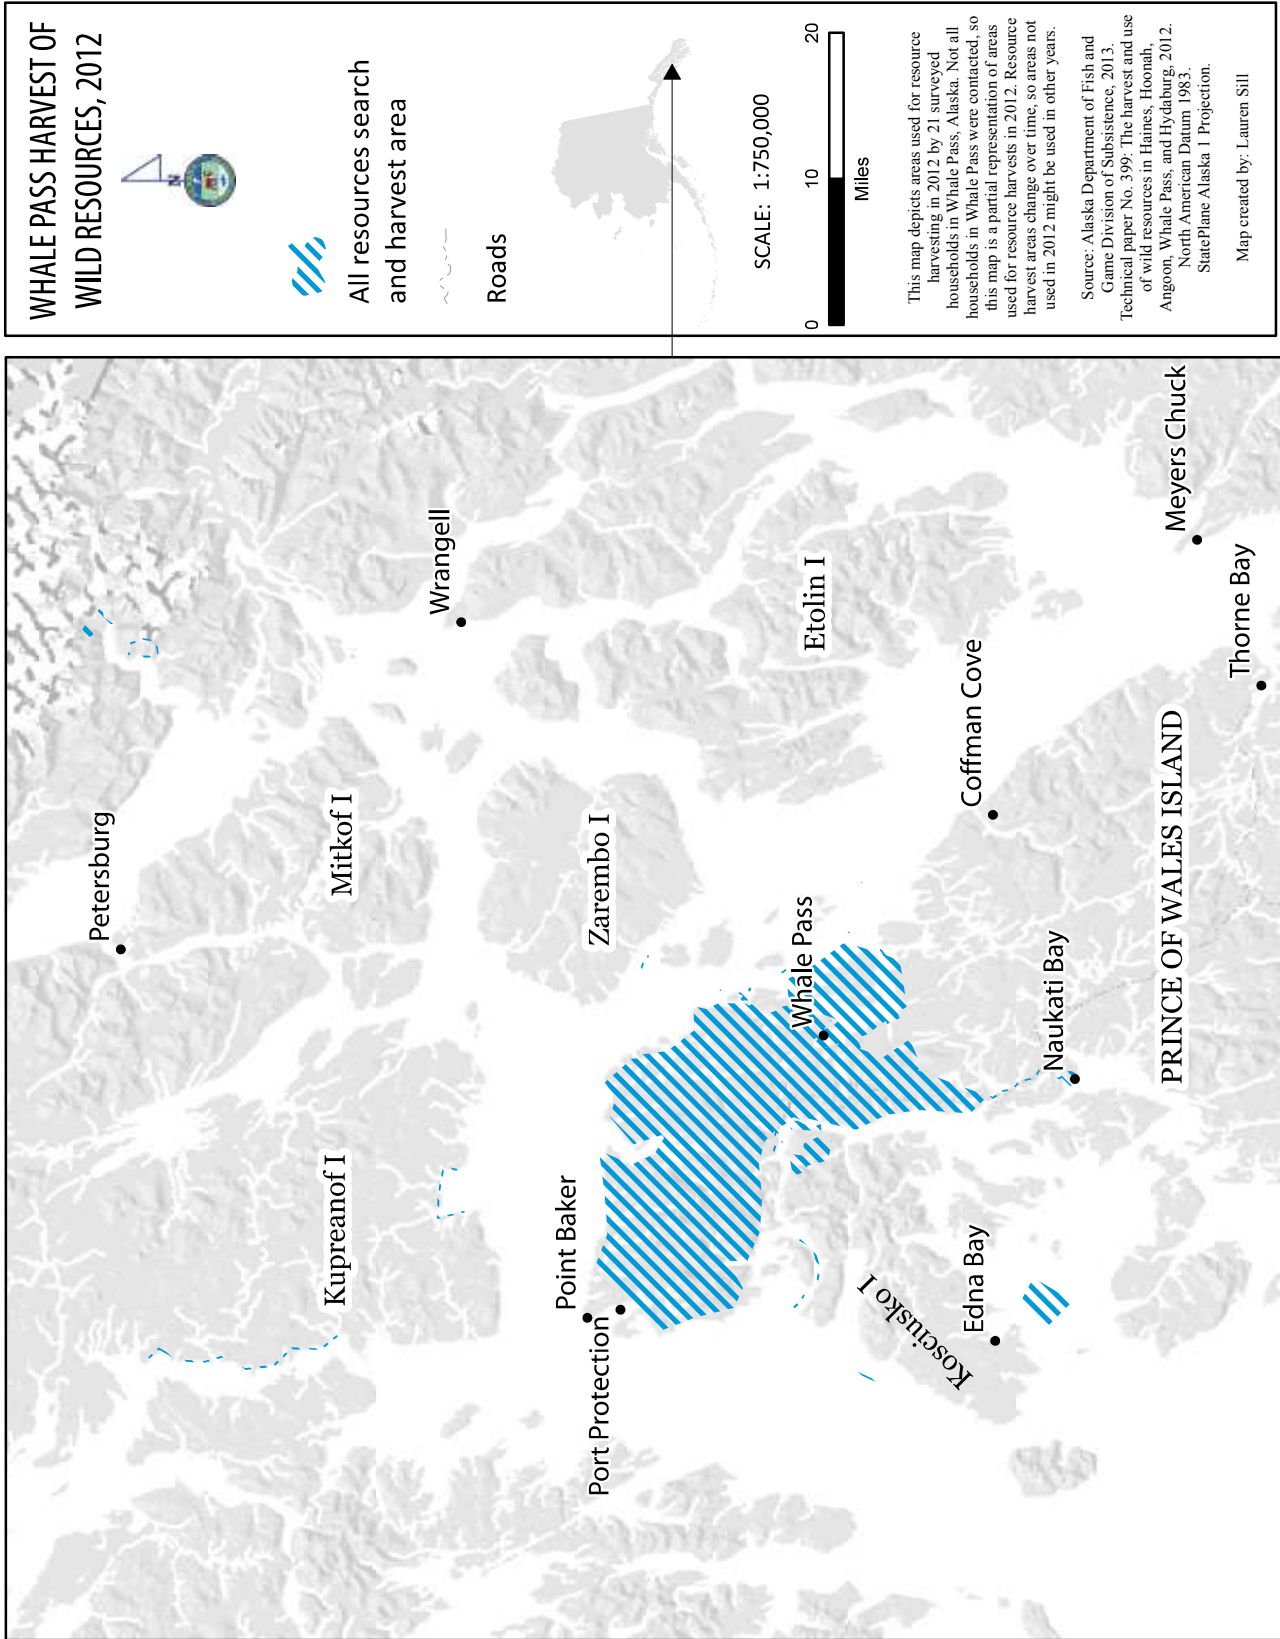 WHALE PASS HARVEST OF
WILD RESOURCES, 2012
N
All resources search
and harvest area
Roads
SCALE: 1:750,000
0
10
20
Miles
This map depicts areas used for resource
harvesting in 2012 by 21 surveyed
households in Whale Pass, Alaska. Not all
households in Whale Pass were contacted, so
this map is a partial representation of areas
used for resource harvests in 2012. Resource
harvest areas change over time, so areas not
used in 2012 might be used in other years.
Source: Alaska Department of Fish and
Game Division of Subsistence, 2013.
Technical paper No. 399: The harvest and use
of wild resources in Haines, Hoonah,
Angoon, Whale Pass, and Hydaburg, 2012.
North American Datum 1983.
StatePlane Alaska 1 Projection.
Map created by: Lauren Sill
Petersburg
Kupreanof I
Mitkof I
Wrangell
Point Baker
Port Protection
Zarembo I
Whale Pass
Etolin I
Kosciusko I
Edna Bay
Coffman Cove
Naukati Bay
PRINCE OF WALES ISLAND
Meyers Chuck
Thorne Bay